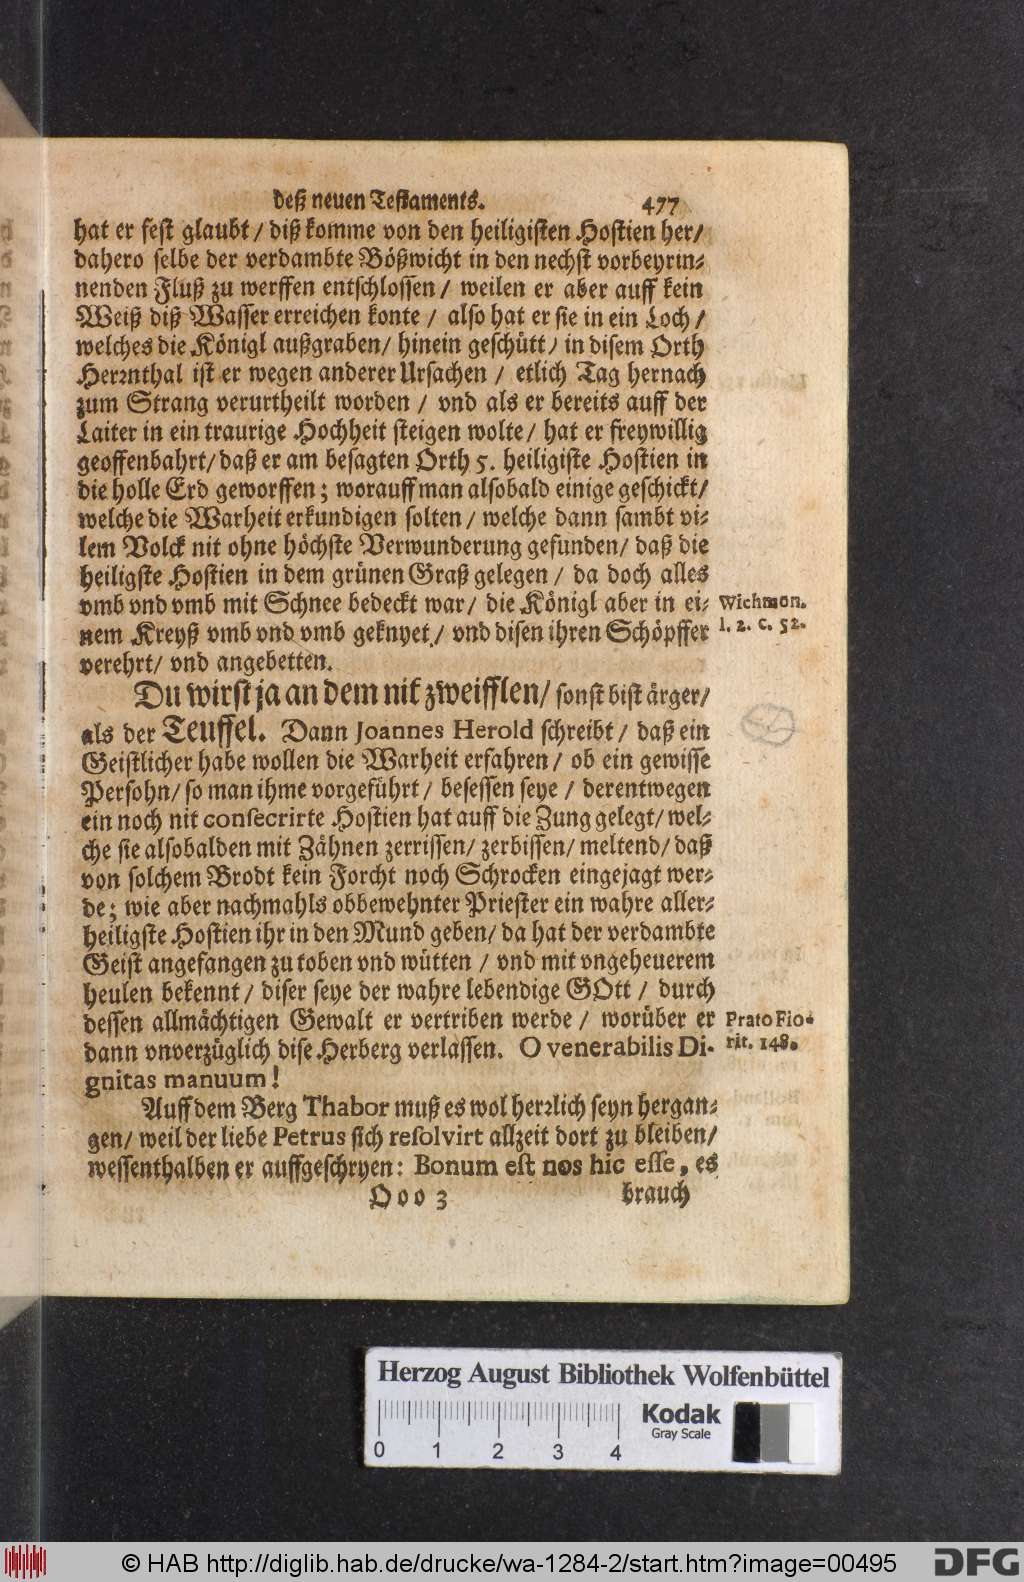 deß neuen Testaments. 477
hat er fest glaubt / diß komme von den heiligisten Hostien her/
dahero selbe der verdambte Bößwicht in den nechst vorbeyrin-
nenden Fluß zu werffen entschlossen / weilen er aber auff kein
Weiß diß Wasser erreichen konte / also hat er sie in ein Loch /
welches die Königl außgraben/ hinein geschütt/ in disem Orth
Herrnthal ist er wegen anderer Ursachen / etlich Tag hernach
zum Strang verurtheilt worden / vnd als er bereits auff der
Laiter in ein traurige Hochheit steigen wolte / hat er freywillig
geoffenbahrt/ daß er am besagten Orth 5. heiligiste Hostien in
die holle Erd geworffen; worauff man alsobald einige geschickt/
welche die Warheit erkundigen solten / welche dann sambt vi-
lem Volck nit ohne höchste Verwunderung gefunden/ daß die
heiligste Hostien in dem grünen Graß gelegen / da doch alles
vmb vnd vmb mit Schnee bedeckt war/ die Königl aber in ei-
nem Kreyß vmb vnd vmb geknyet / vnd disen ihren Schöpffer
verehrt/ vnd angebetten.
Wichmon.
l. 2. c. 52.
Du wirst ja an dem nit zweifflen/ sonst bist ärger/
als der Teuffel. Dann Joannes Herold schreibt / daß ein
Geistlicher habe wollen die Warheit erfahren / ob ein gewisse
Persohn/ so man ihme vorgeführt / besessen seye / derentwegen
ein noch nit consecrirte Hostien hat auff die Zung gelegt/ wel-
che sie alsobalden mit Zähnen zerrissen/ zerbissen/ meltend/ daß
von solchem Brodt kein Forcht noch Schrocken eingejagt wer-
de; wie aber nachmahls obbewehnter Priester ein wahre aller-
heiligste Hostien ihr in den Mund geben/ da hat der verdambte
Geist angefangen zu toben vnd wütten / vnd mit vngeheuerem
heulen bekennt / diser seye der wahre lebendige GOtt / durch
dessen allmächtigen Gewalt er vertriben werde / worüber er
dann vnverzüglich dise Herberg verlassen. O venerabilis Di-
gnitas manuum!
Prato Fio-
rit. 148.
Auff dem Berg Thabor muß es wol herrlich seyn hergan-
gen/ weil der liebe Petrus sich resolvirt allzeit dort zu bleiben/
wessenthalben er auffgeschryen: Bonum est nos hic esse, es
Ooo 3 brauch
Herzog August Bibliothek Wolfenbüttel
Kodak
Gray Scale
0 1 2 3 4
© HAB http://diglib.hab.de/drucke/wa-1284-2/start.htm?image=00495
DFG